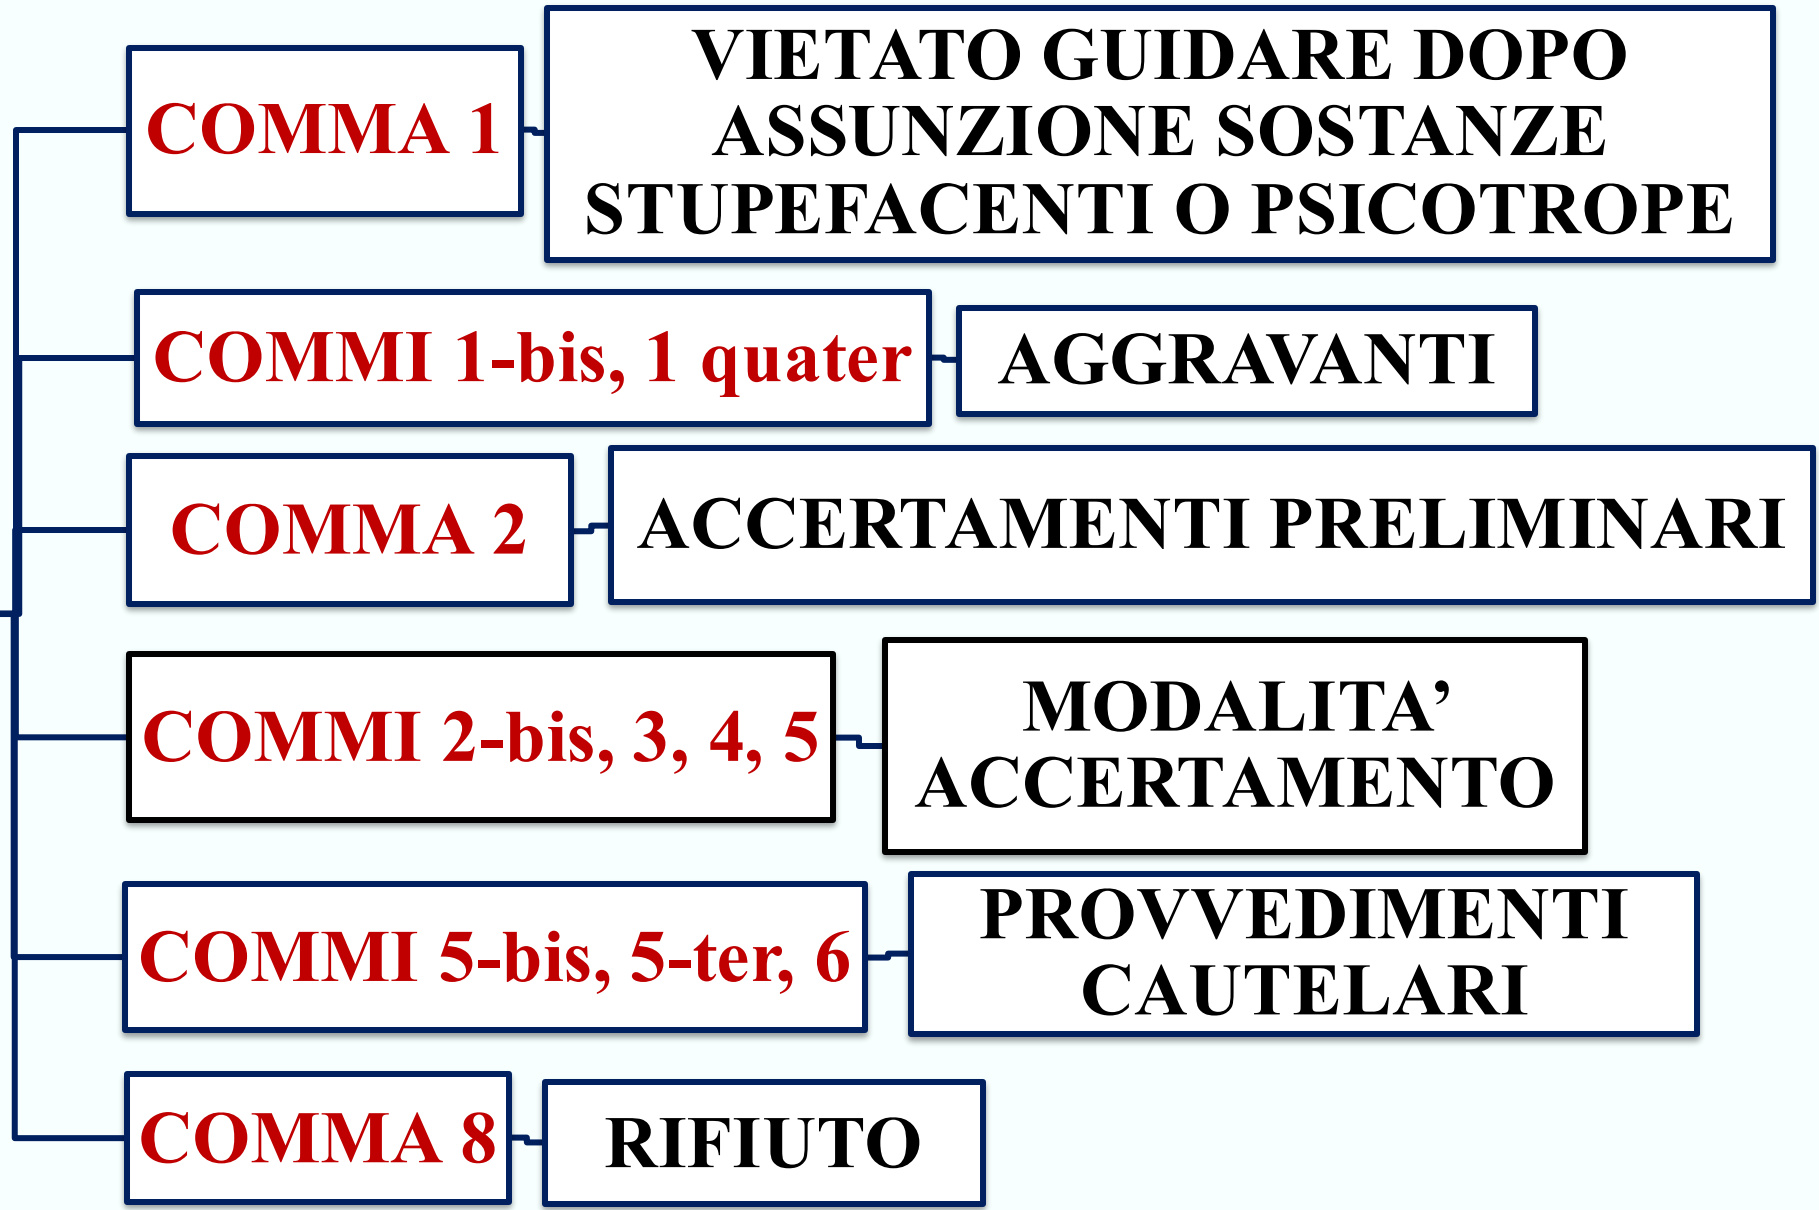 COMMA 1
VIETATO GUIDARE DOPO
ASSUNZIONE SOSTANZE
STUPEFACENTI O PSICOTROPE
COMMI 1-bis, 1 quater
AGGRAVANTI
COMMA 2
ACCERTAMENTI PRELIMINARI
COMMI 2-bis, 3, 4, 5
MODALITA’
ACCERTAMENTO
COMMI 5-bis, 5-ter, 6
PROVVEDIMENTI
CAUTELARI
COMMA 8
RIFIUTO